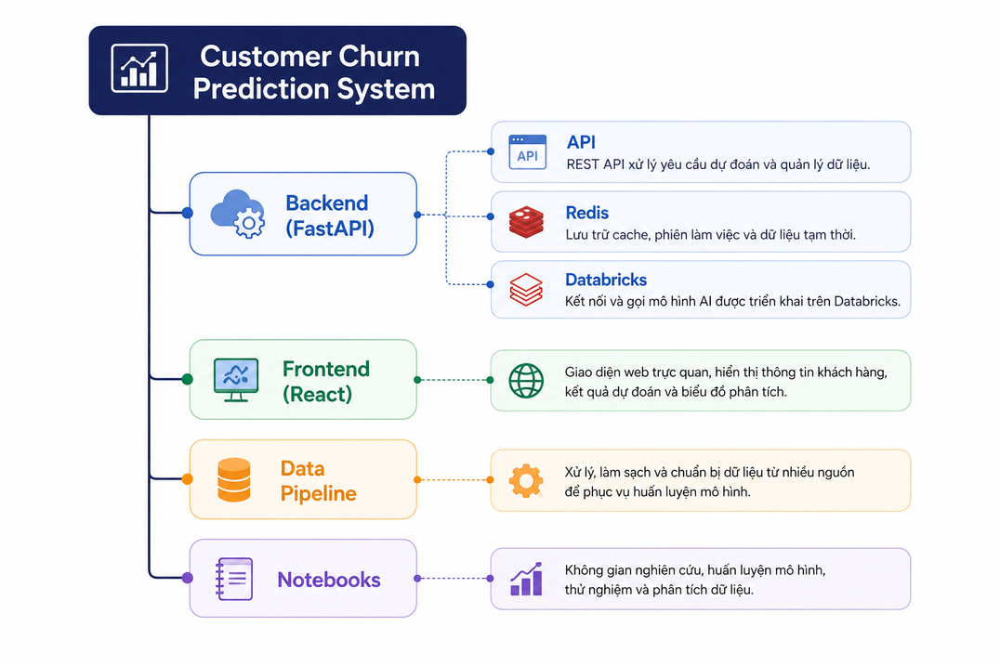 Customer Churn
Prediction System
Backend
(FastAPI)
API
API
REST API xử lý yêu cầu dự đoán và quản lý dữ liệu.
Redis
Lưu trữ cache, phiên làm việc và dữ liệu tạm thời.
Databricks
Kết nối và gọi mô hình AI được triển khai trên Databricks.
Frontend
(React)
Giao diện web trực quan, hiển thị thông tin khách hàng,
kết quả dự đoán và biểu đồ phân tích.
Data
Pipeline
Xử lý, làm sạch và chuẩn bị dữ liệu từ nhiều nguồn
để phục vụ huấn luyện mô hình.
Notebooks
Không gian nghiên cứu, huấn luyện mô hình,
thử nghiệm và phân tích dữ liệu.